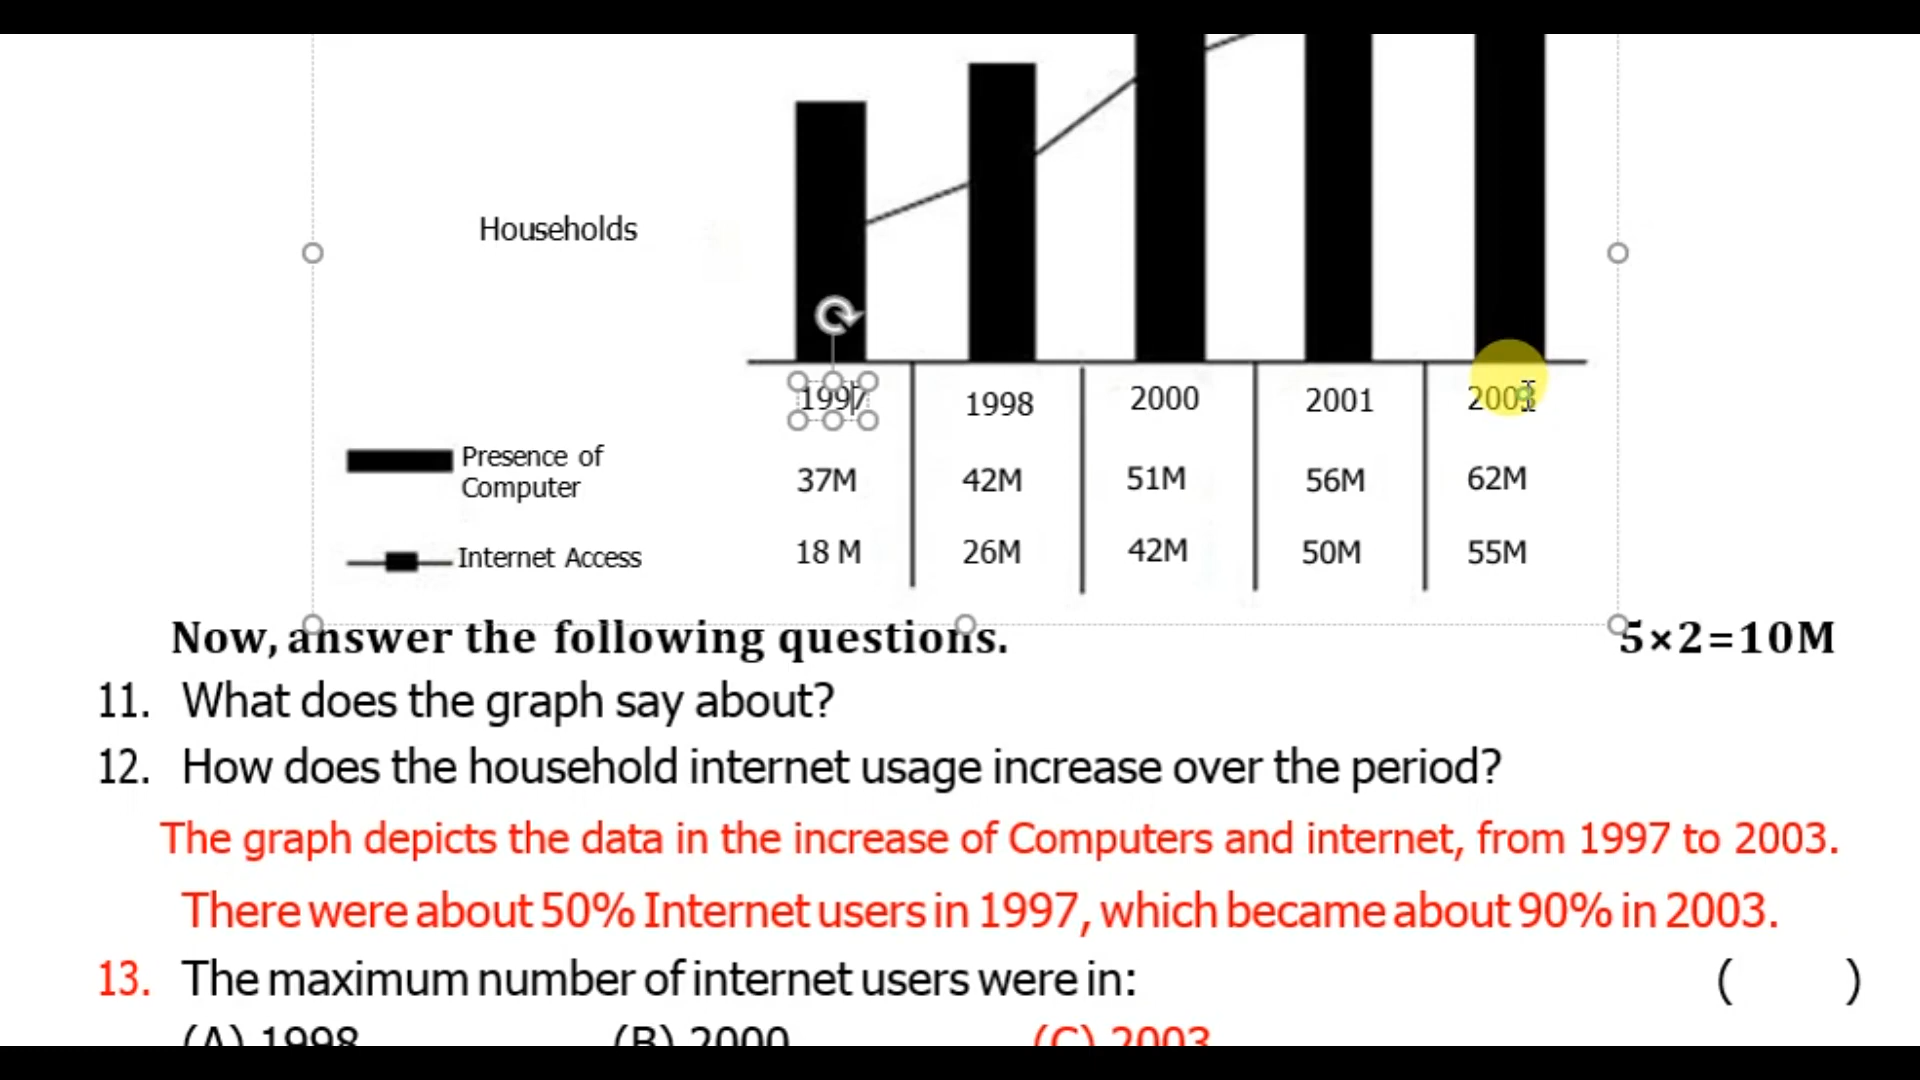 Households
1997 1998 2000 2001 2003
Presence of
Computer
37M 42M 51M 56M 62M
Internet Access 18 M 26M 42M 50M 55M
Now, answer the following questions. 5×2=10M
11. What does the graph say about?
12. How does the household internet usage increase over the period?
The graph depicts the data in the increase of Computers and internet, from 1997 to 2003.
There were about 50% Internet users in 1997, which became about 90% in 2003.
13. The maximum number of internet users were in: ( )
(A) 1998 (B) 2000 (C) 2003